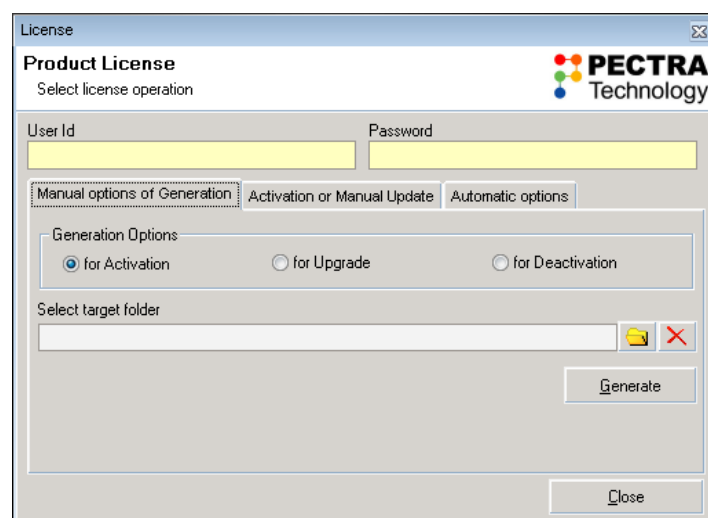 License
Product License
Select license operation
PECTRA
Technology
User Id
Password
Manual options of Generation
Activation or Manual Update
Automatic options
Generation Options
for Activation
for Upgrade
for Deactivation
Select target folder
Generate
Close